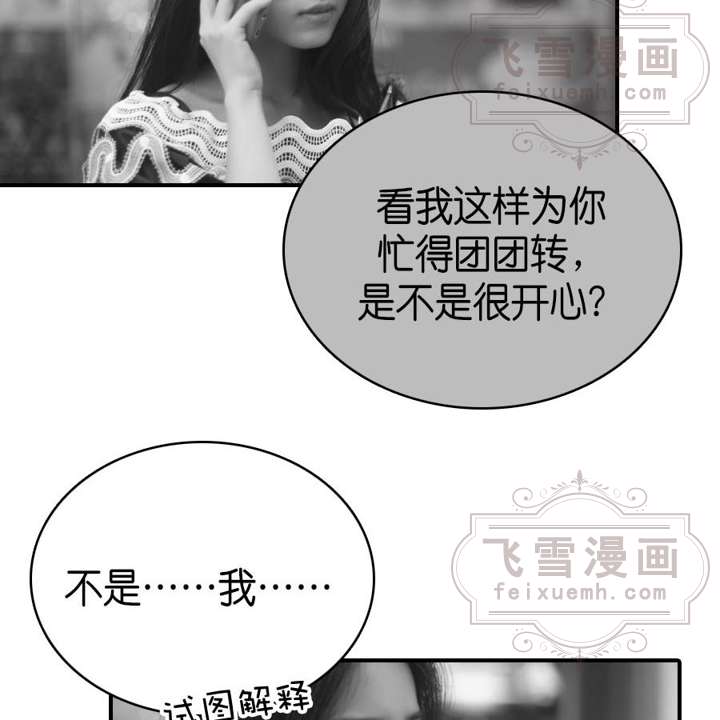 飞雪漫画
feixuemh.com
看我这样为你
忙得团团转，
是不是很开心？
飞雪漫画
feixuemh.com
不是……我……
试图解释